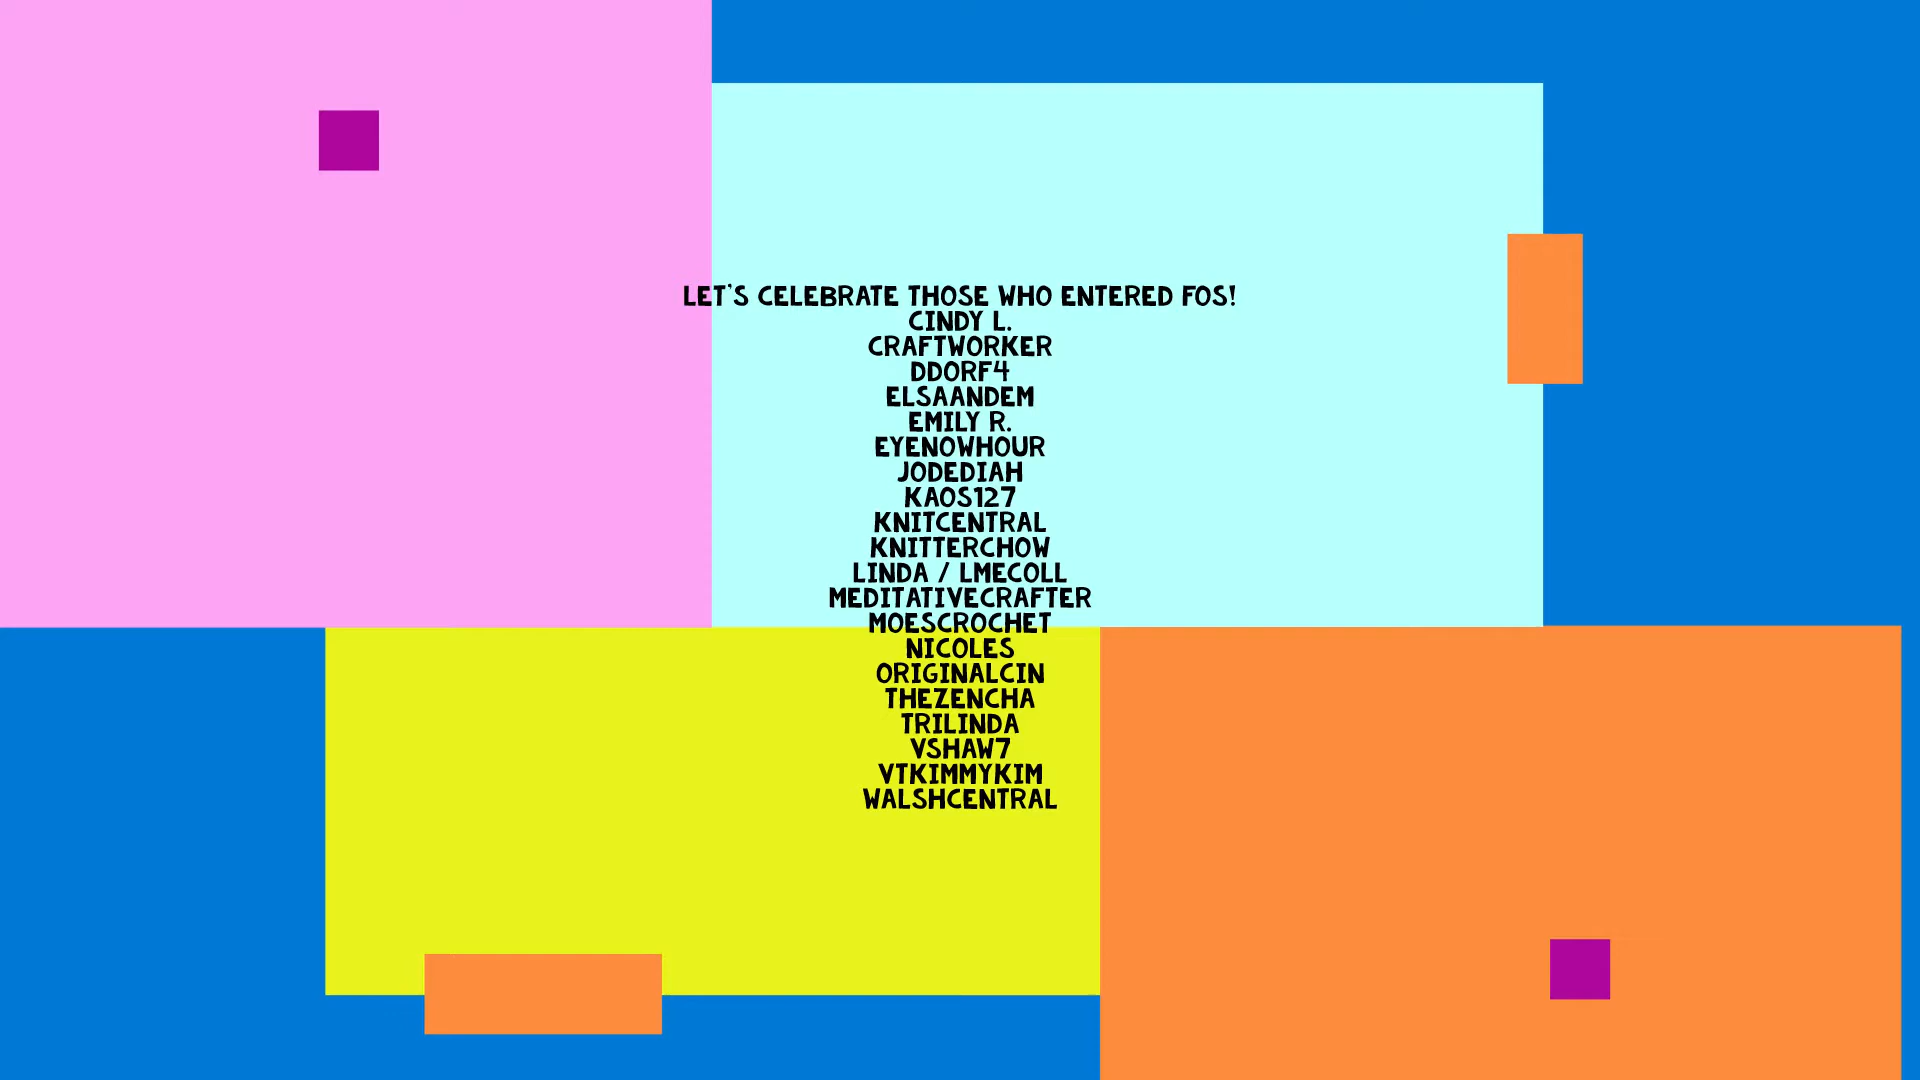 LET'S CELEBRATE THOSE WHO ENTERED FOS!
CINDY L.
CRAFTWORKER
DDORF4
ELSAANDEM
EMILY R.
EYENOWHOUR
JODEDIAH
KAOS127
KNITCENTRAL
KNITTERCHOW
LINDA / LMECOLL
MEDITATIVECRAFTER
MOESCROCHET
NICOLES
ORIGINALCIN
THEZENCHA
TRILINDA
VSHAW7
VTKIMMYKIM
WALSHCENTRAL